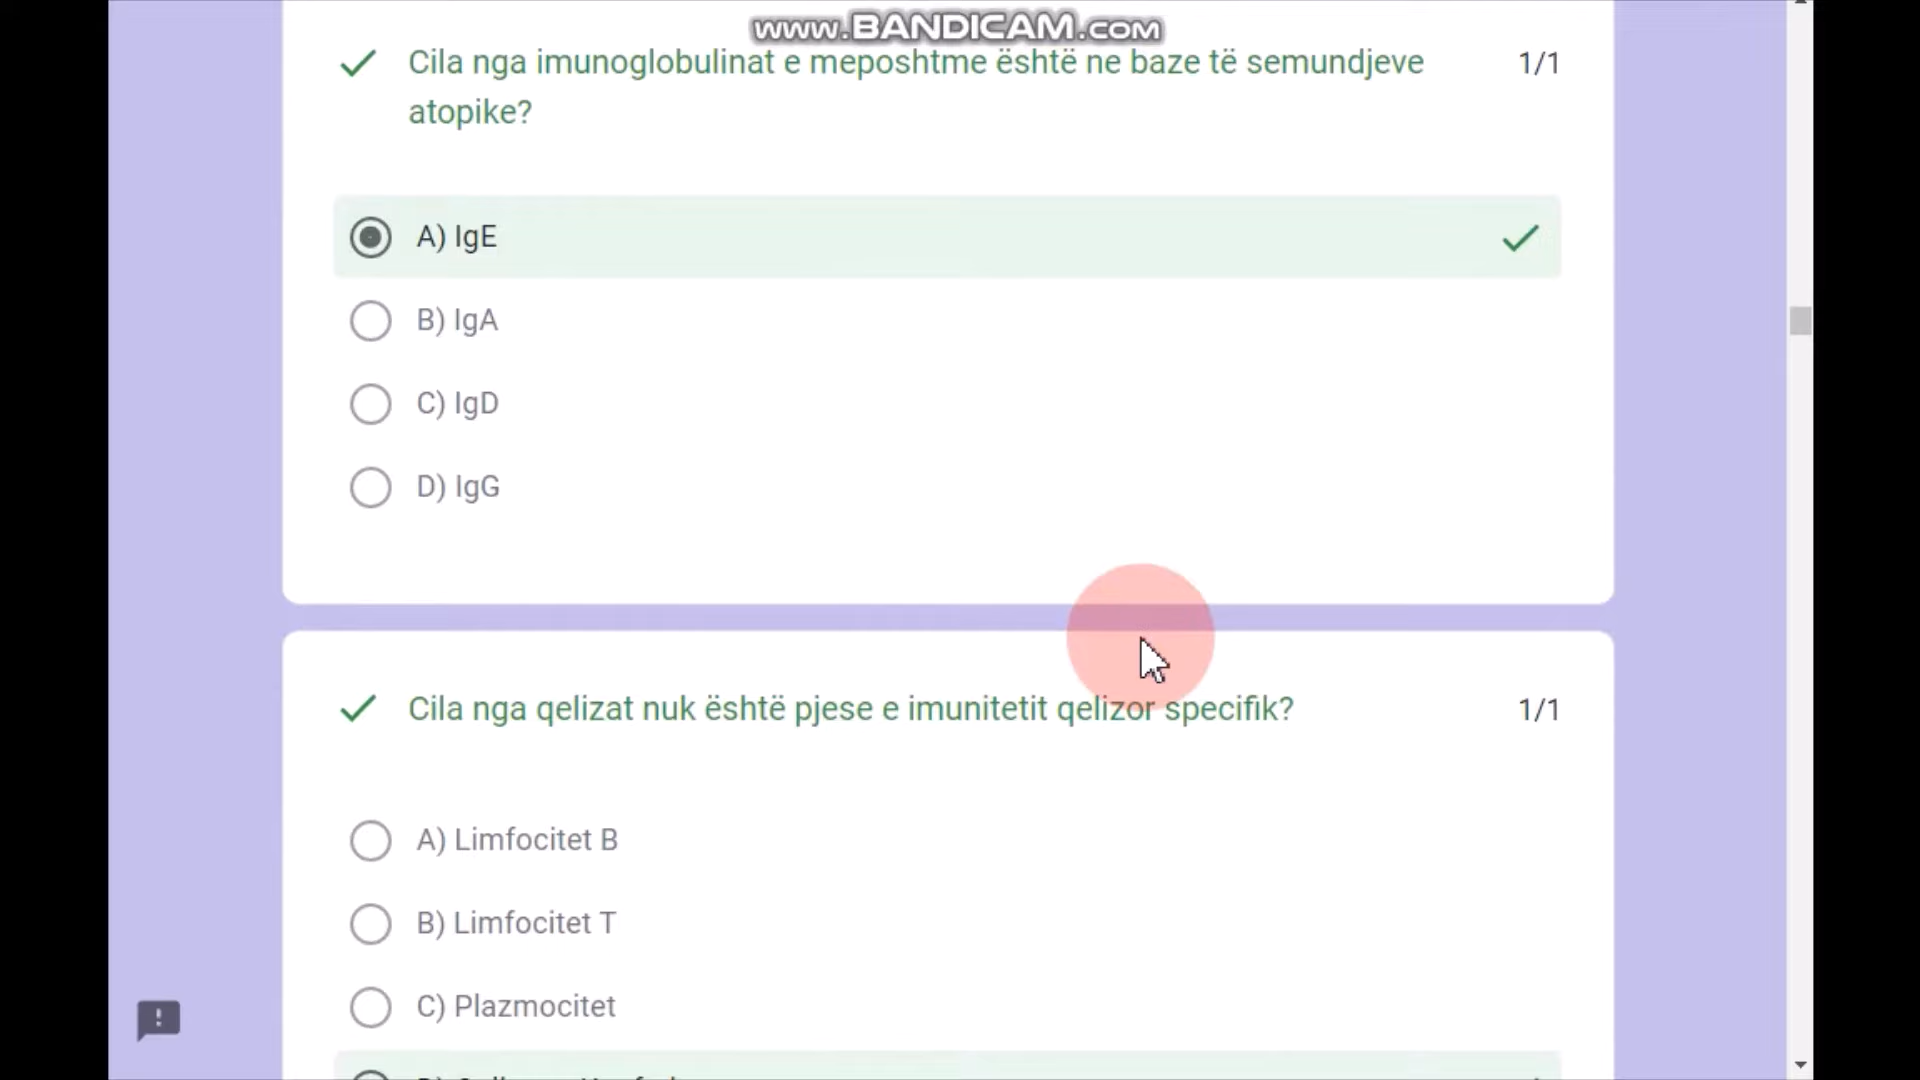 www.BANDICAM.com
Cila nga imunoglobulinat e meposhtme është ne baze të semundjeve 1/1
atopike?
A) IgE
B) IgA
C) IgD
D) IgG
Cila nga qelizat nuk është pjese e imunitetit qelizor specifik? 1/1
A) Limfocitet B
B) Limfocitet T
C) Plazmocitet